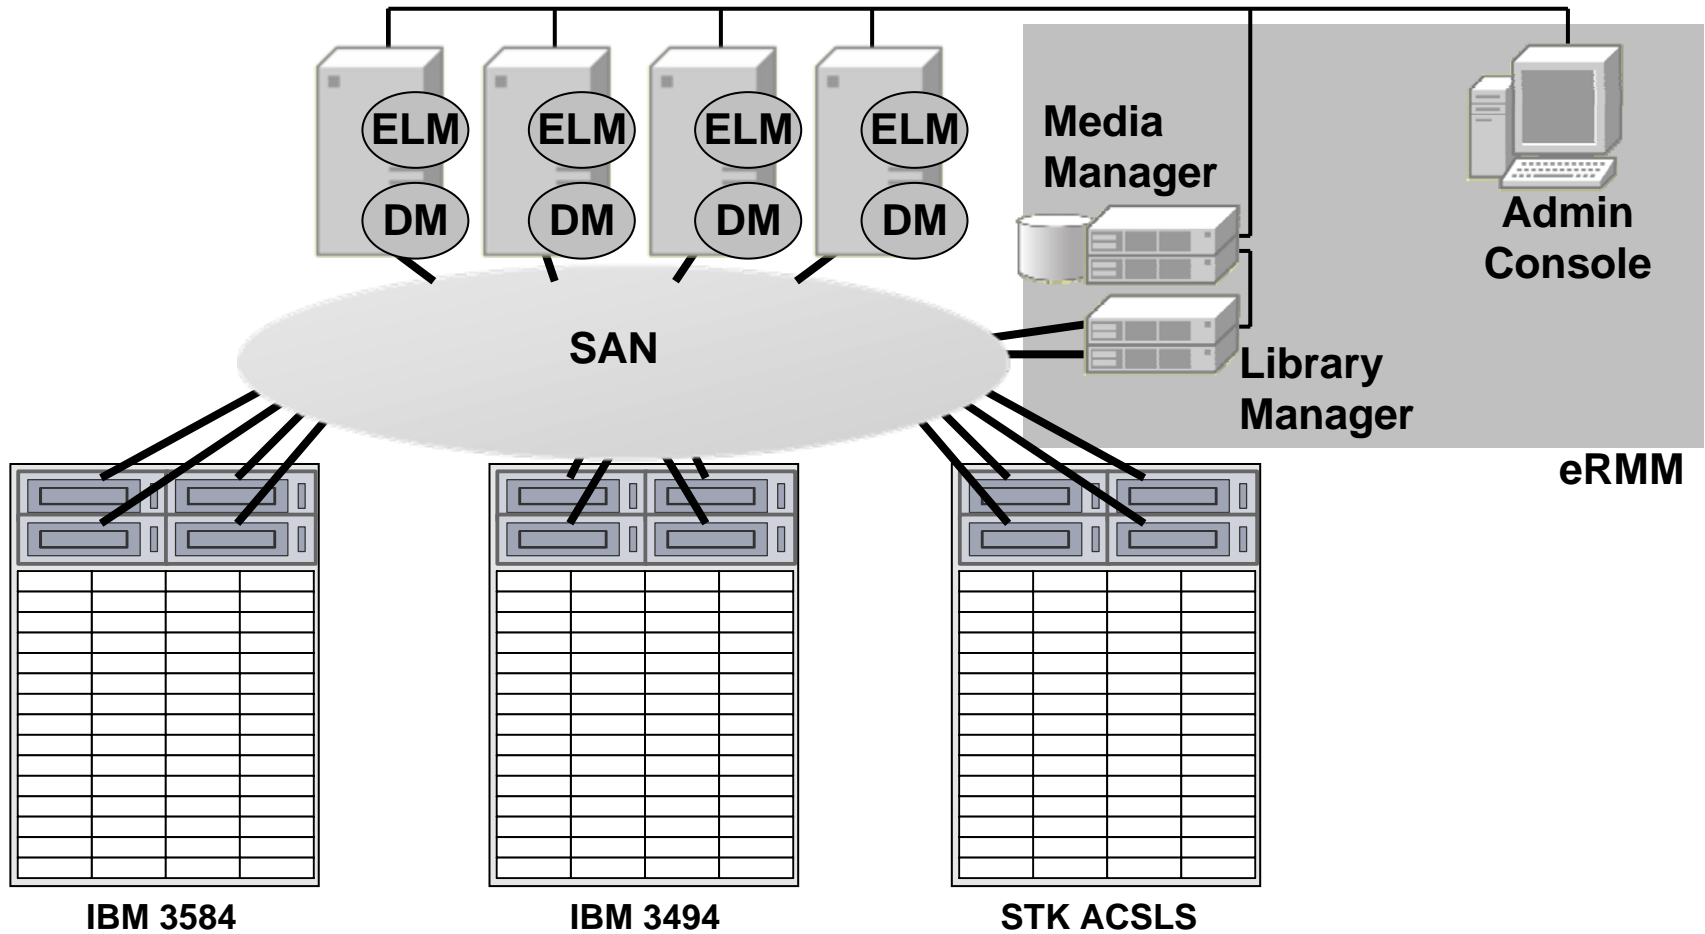 ELM
ELM
ELM
ELM
DM
DM
DM
DM
Media
Manager
Admin
Console
SAN
Library
Manager
eRMM
IBM 3584
IBM 3494
STK ACSLS